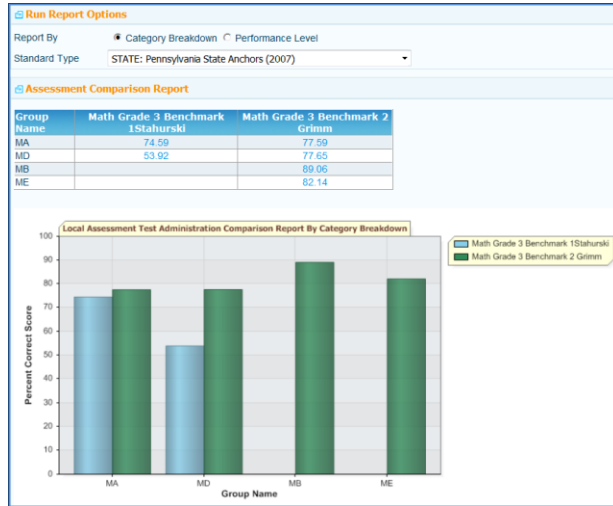 Run Report Options
Report By Category Breakdown Performance Level
Standard Type STATE: Pennsylvania State Anchors (2007)
Assessment Comparison Report
Group Name Math Grade 3 Benchmark 1Stahurski Math Grade 3 Benchmark 2 Grimm
MA 74.59 77.59
MD 53.92 77.65
MB 89.06
ME 82.14
Local Assessment Test Administration Comparison Report By Category Breakdown
Math Grade 3 Benchmark 1Stahurski
Math Grade 3 Benchmark 2 Grimm
Percent Correct Score
100
90
80
70
60
50
40
30
20
10
0
MA MD MB ME
Group Name